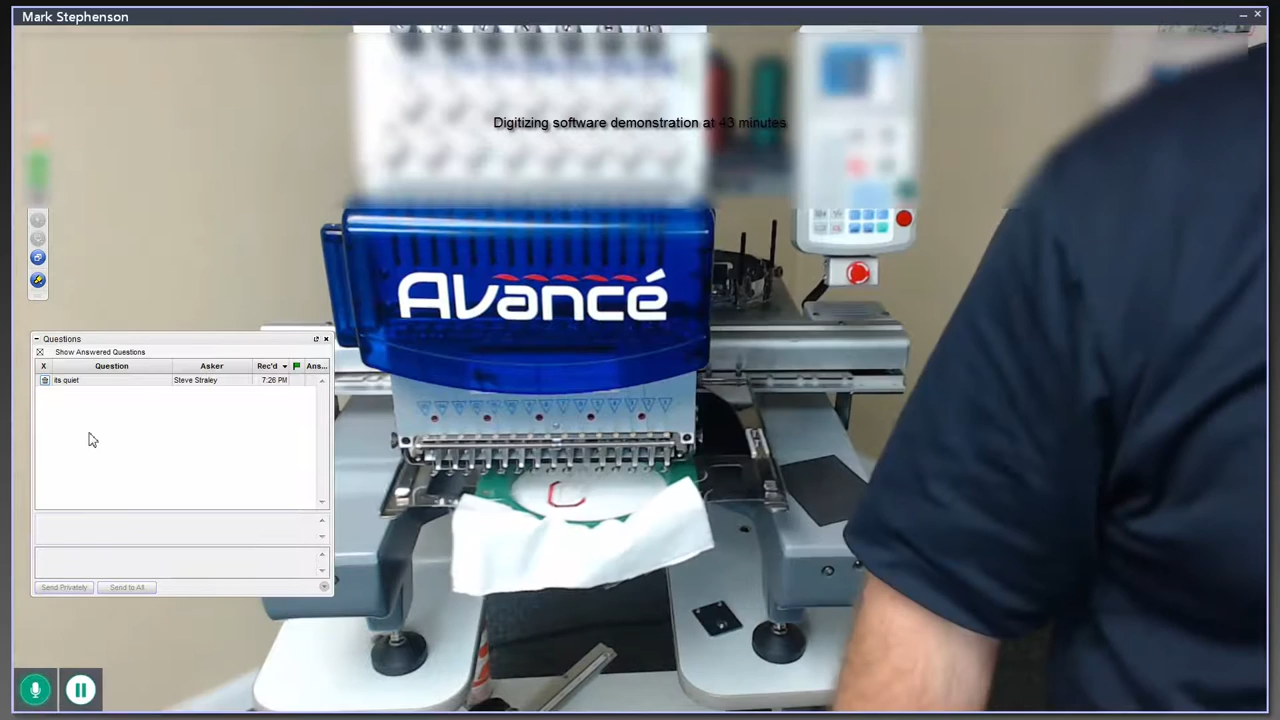 Mark Stephenson
Digitizing software demonstration at 43 minutes
Avancé
Questions
Show Answered Questions
X Question Asker Rec'd Ans...
its quiet Steve Straley 7:26 PM
Send Privately Send to All